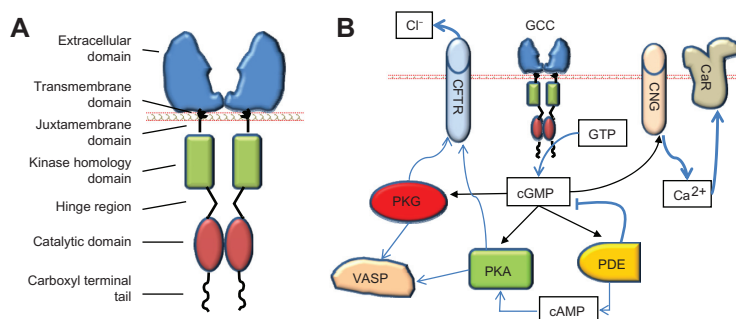 A
Extracellular
domain
Transmembrane
domain
Juxtamembrane
domain
Kinase homology
domain
Hinge region
Catalytic domain
Carboxyl terminal
tail
B
Cl⁻
GCC
CFTR
CNG
CaR
GTP
cGMP
Ca²⁺
PKG
VASP
PKA
PDE
cAMP